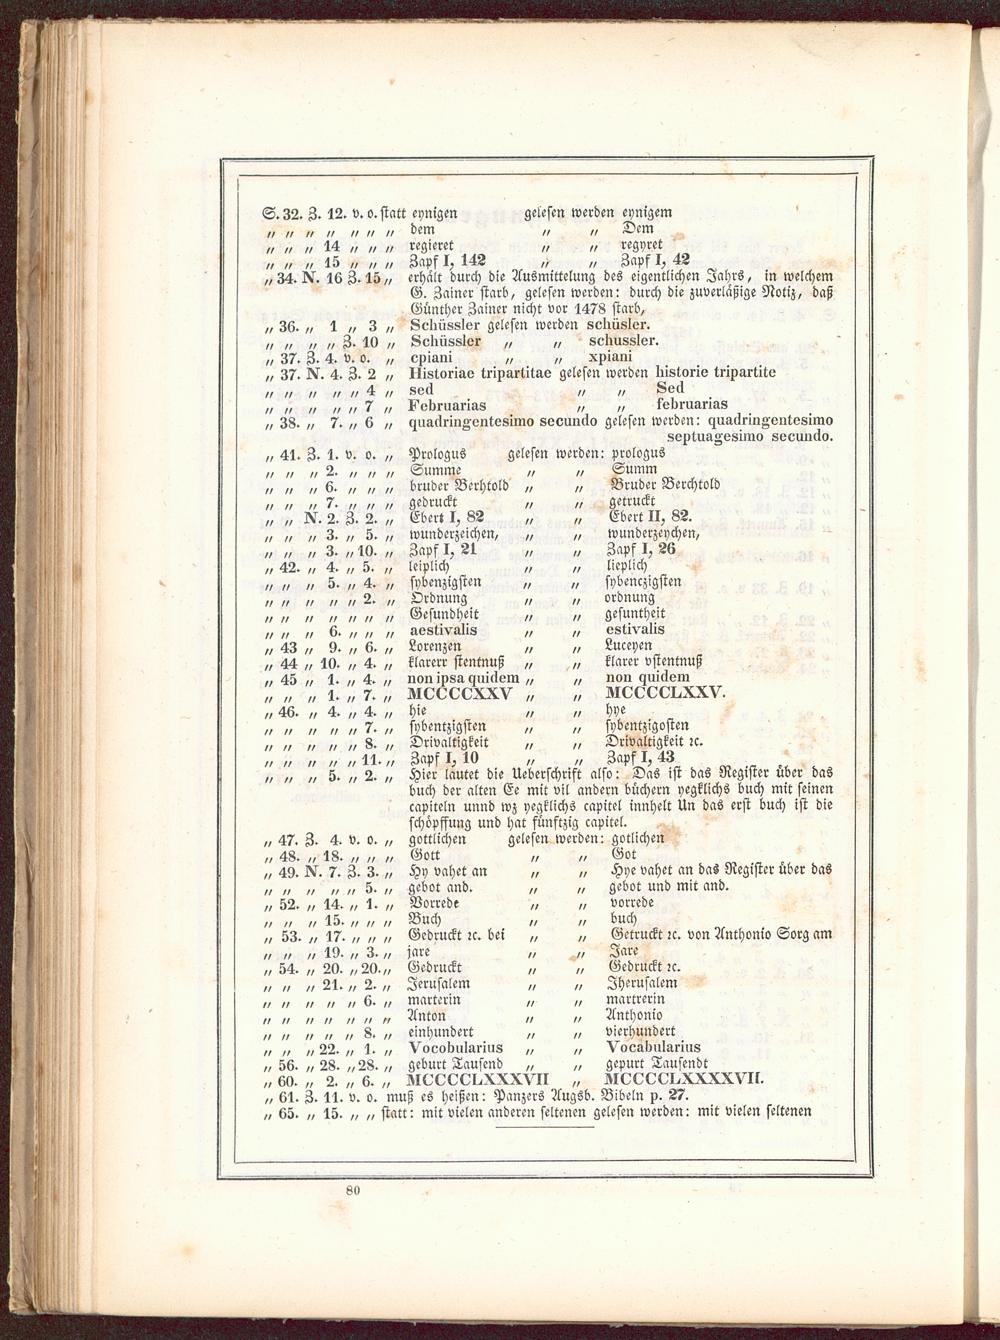 S. 32. Z. 12. v. o. statt eynigen gelesen werden eynigem
„ „ „ „ „ „ „ dem „ „ Dem
„ „ „ 14 „ „ „ regieret „ „ regyret
„ „ „ 15 „ „ „ Zapf I, 142 „ „ Zapf I, 42
„ 34. N. 16 Z. 15 „ erhält durch die Ausmittelung des eigentlichen Jahrs, in welchem
G. Zainer starb, gelesen werden: durch die zuverläßige Notiz, daß
Günther Zainer nicht vor 1478 starb,
„ 36. „ 1 „ 3 „ Schüssler gelesen werden schüsler.
„ „ „ „ Z. 10 „ Schüssler „ „ schussler.
„ 37. Z. 4. v. o. „ cpiani „ „ xpiani
„ 37. N. 4. Z. 2 „ Historiae tripartitae gelesen werden historie tripartite
„ „ „ „ „ 4 „ sed „ „ Sed
„ „ „ „ „ 7 „ Februarias „ „ februarias
„ 38. „ 7. „ 6 „ quadringentesimo secundo gelesen werden: quadringentesimo
septuagesimo secundo.
„ 41. Z. 1. v. o. „ Prologus gelesen werden: prologus
„ „ „ 2. „ „ „ Summe „ „ Summ
„ „ „ 6. „ „ „ bruder Berhtold „ „ Bruder Berchtold
„ „ „ 7. „ „ „ gedruckt „ „ getruckt
„ „ N. 2. Z. 2. „ Ebert I, 82 „ „ Ebert II, 82.
„ „ „ 3. „ 5. „ wunderzeichen, „ „ wunderzeychen,
„ „ „ 3. „ 10. „ Zapf I, 21 „ „ Zapf I, 26
„ 42. „ 4. „ 5. „ leiplich „ „ lieplich
„ „ „ 5. „ 4. „ sybenzigsten „ „ sybenczigsten
„ „ „ „ „ 2. „ Ordnung „ „ ordnung
„ „ „ „ „ „ „ Gesundheit „ „ gesuntheit
„ „ „ 6. „ „ „ aestivalis „ „ estivalis
„ 43 „ 9. „ 6. „ Lorenzen „ „ Luceyen
„ 44 „ 10. „ 4. „ klarerr stentnuß „ „ klarer vstentnuß
„ 45 „ 1. „ 4. „ non ipsa quidem „ „ non quidem
„ „ „ 1. „ 7. „ MCCCCXXV „ „ MCCCCLXXV.
„ 46. „ 4. „ 4. „ hie „ „ hye
„ „ „ „ „ 7. „ sybentzigsten „ „ sybentzigosten
„ „ „ „ „ 8. „ Drivaltigkeit „ „ Drivaltigkeit ꝛc.
„ „ „ „ „ 11. „ Zapf I, 10 „ „ Zapf I, 43
„ „ „ 5. „ 2. „ Hier lautet die Ueberschrift also: Das ist das Register über das
buch der alten Ee mit vil andern büchern yegklichs buch mit seinen
capiteln unnd wz yegklichs capitel innhelt Un das erst buch ist die
schöpffung und hat fünftzig capitel.
„ 47. Z. 4. v. o. „ gottlichen gelesen werden: gotlichen
„ 48. „ 18. „ „ „ Gott „ „ Got
„ 49. N. 7. Z. 3. „ Hy vahet an „ „ Hye vahet an das Register über das
„ „ „ „ „ 5. „ gebot and. „ „ gebot und mit and.
„ 52. „ 14. „ 1. „ Vorrede „ „ vorrede
„ „ „ 15. „ „ „ Buch „ „ buch
„ 53. „ 17. „ „ „ Gedruckt ꝛc. bei „ „ Getruckt ꝛc. von Anthonio Sorg am
„ „ „ 19. „ 3. „ jare „ „ Jare
„ 54. „ 20. „ 20. „ Gedruckt „ „ Gedruckt ꝛc.
„ „ „ 21. „ 2. „ Jerusalem „ „ Jherusalem
„ „ „ „ „ 6. „ marterin „ „ martrerin
„ „ „ „ „ „ „ Anton „ „ Anthonio
„ „ „ „ „ 8. „ einhundert „ „ vierhundert
„ „ „ 22. „ 1. „ Vocobularius „ „ Vocabularius
„ 56. „ 28. „ 28. „ geburt Tausend „ „ gepurt Tausendt
„ 60. „ 2. „ 6. „ MCCCCLXXXVII „ MCCCCLXXXXVII.
„ 61. Z. 11. v. o. muß es heißen: Panzers Augsb. Bibeln p. 27.
„ 65. „ 15. „ „ statt: mit vielen anderen seltenen gelesen werden: mit vielen seltenen
80